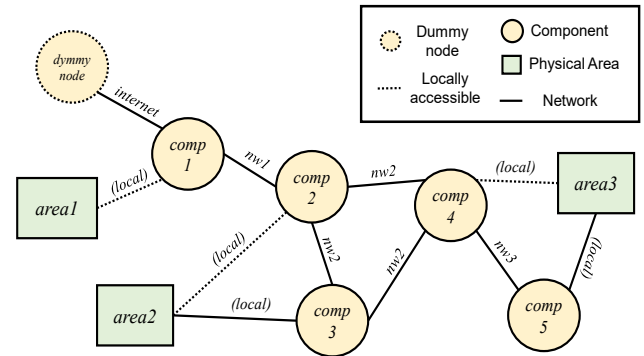 dymmy
node
internet
comp
1
(local)
area1
nw1
comp
2
nw2
(local)
nw2
area2
(local)
comp
3
nw2
comp
4
(local)
area3
nw3
(local)
comp
5
Dummy
node
Component
Physical Area
Locally
accessible
Network